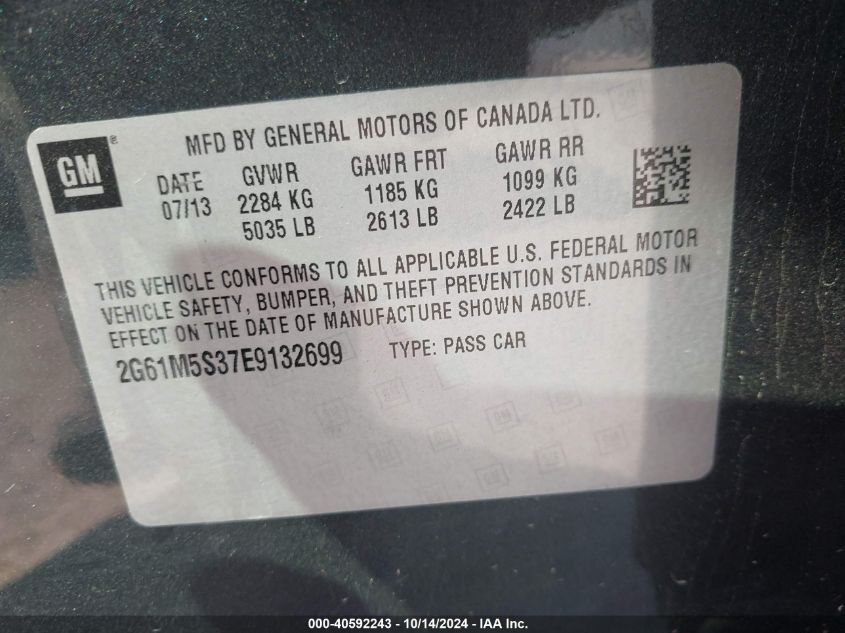 MFD BY GENERAL MOTORS OF CANADA LTD.
GM®
DATE GVWR GAWR FRT GAWR RR
07/13 2284 KG 1185 KG 1099 KG
5035 LB 2613 LB 2422 LB
THIS VEHICLE CONFORMS TO ALL APPLICABLE U.S. FEDERAL MOTOR
VEHICLE SAFETY, BUMPER, AND THEFT PREVENTION STANDARDS IN
EFFECT ON THE DATE OF MANUFACTURE SHOWN ABOVE.
2G61M5S37E9132699 TYPE: PASS CAR
000-40592243 - 10/14/2024 - IAA Inc.